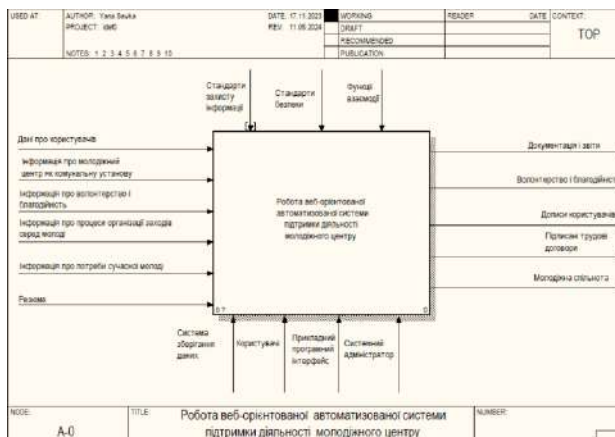 USED AT:
AUTHOR: Yana Seuka
DATE: 17.11.2023
WORKING
READER
DATE
CONTEXT:
PROJECT: idef0
REV: 11.06.2024
DRAFT
TOP
RECOMMENDED
NOTES: 1 2 3 4 5 6 7 8 9 10
PUBLICATION
Стандарти
захисту
інформації
Стандарти
безпеки
Функції
взаємодії
Дані про користувачів
Інформація про молодіжний
центр як комунальну установу
Інформація про волонтерство і
благодійність
Інформація про процеси організації заходів
серед молоді
Інформація про потреби сучасної молоді
Резюме
Робота веб-орієнтованої
автоматизованої системи
підтримки діяльності
молодіжного центру
Документація і звіти
Волонтерство і благодійніст
Дописи користувачів
Підписані трудові
договори
Молодіжна спільнота
Система
зберігання
даних
Користувачі
Прикладний
програмний
інтерфейс
Системний
адміністратор
NODE:
A-0
TITLE:
Робота веб-орієнтованої автоматизованої системи
підтримки діяльності молодіжного центру
NUMBER: